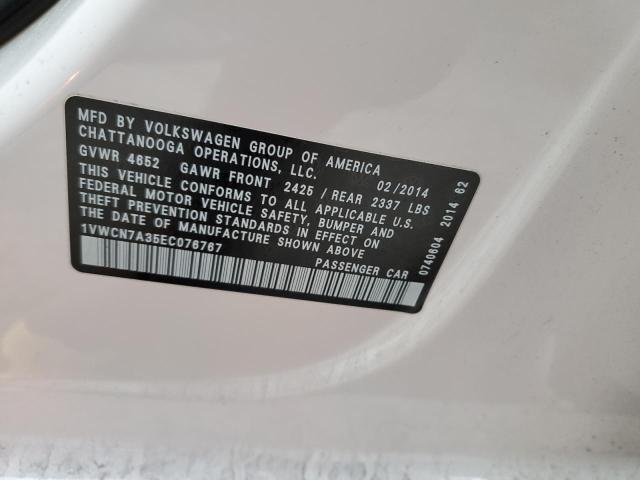 MFD BY VOLKSWAGEN GROUP OF AMERICA
CHATTANOOGA OPERATIONS, LLC. 02/2014
GVWR 4652 GAWR FRONT 2425 / REAR 2337 LBS
THIS VEHICLE CONFORMS TO ALL APPLICABLE U.S.
FEDERAL MOTOR VEHICLE SAFETY, BUMPER AND
THEFT PREVENTION STANDARDS IN EFFECT ON
THE DATE OF MANUFACTURE SHOWN ABOVE
1VWCN7A35EC076767 PASSENGER CAR
0740604 2014 62